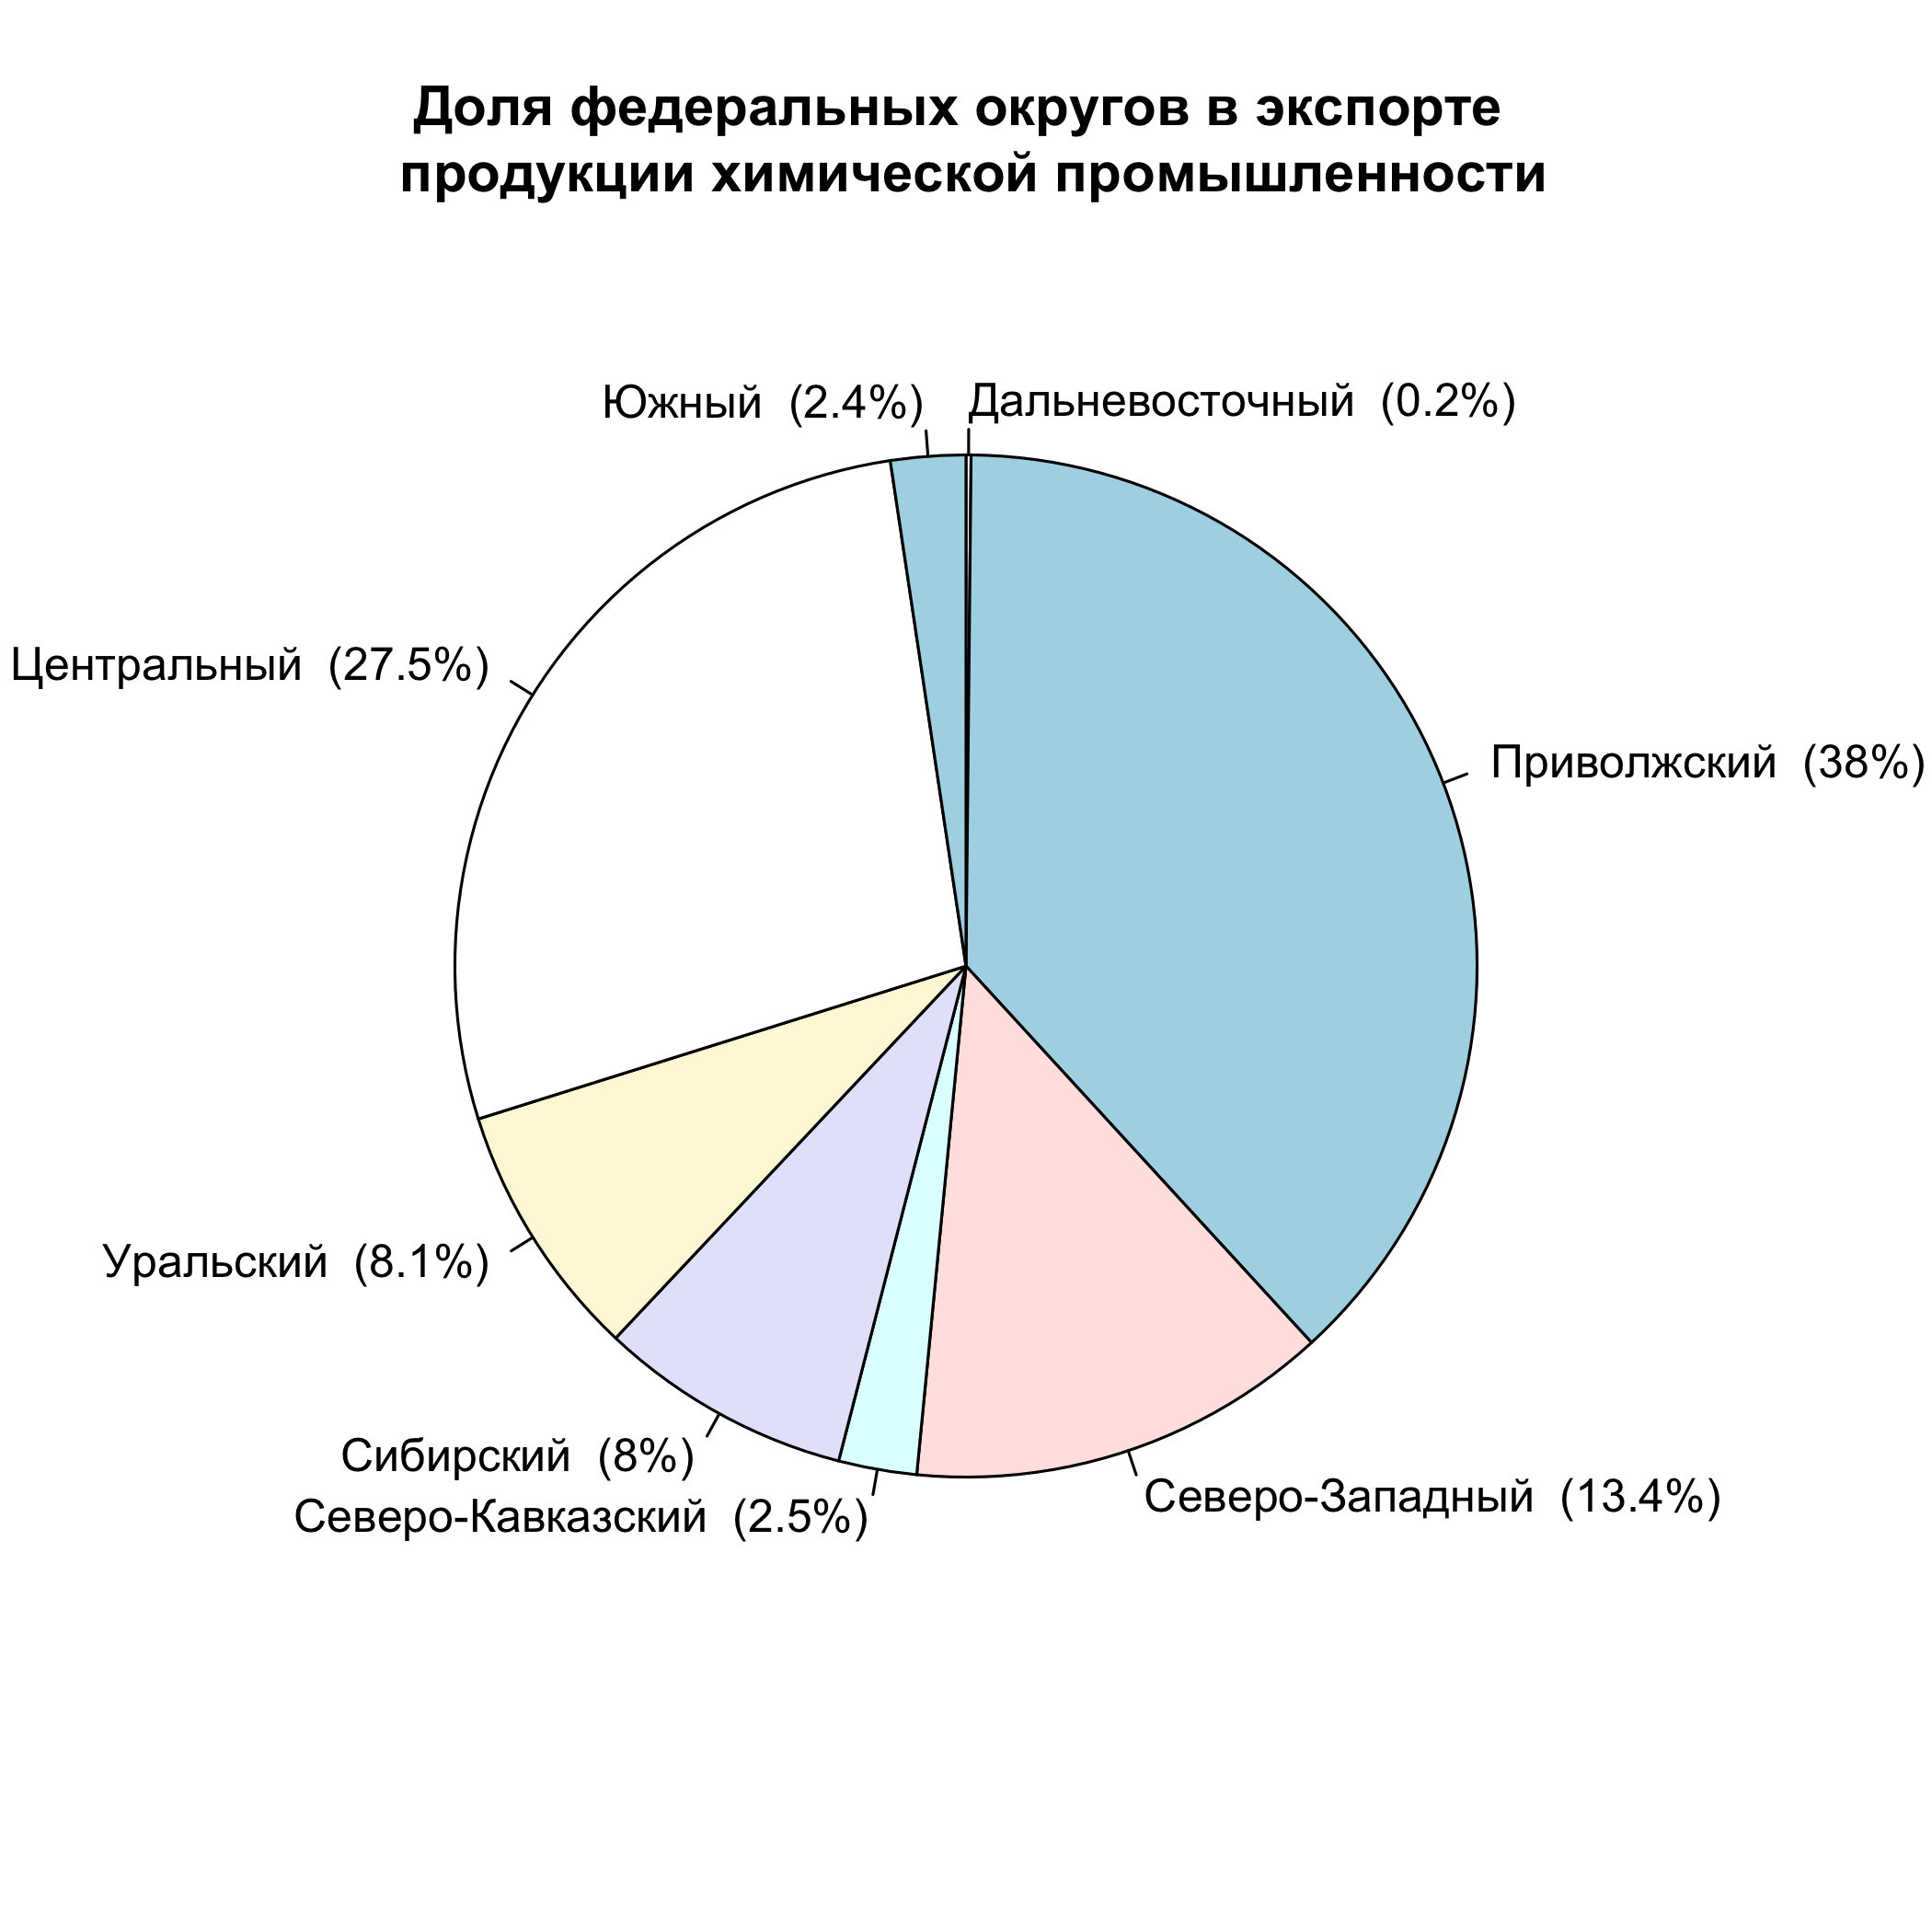 Доля федеральных округов в экспорте
продукции химической промышленности
Южный (2.4%)
Дальневосточный (0.2%)
Центральный (27.5%)
Приволжский (38%)
Уральский (8.1%)
Сибирский (8%)
Северо-Западный (13.4%)
Северо-Кавказский (2.5%)